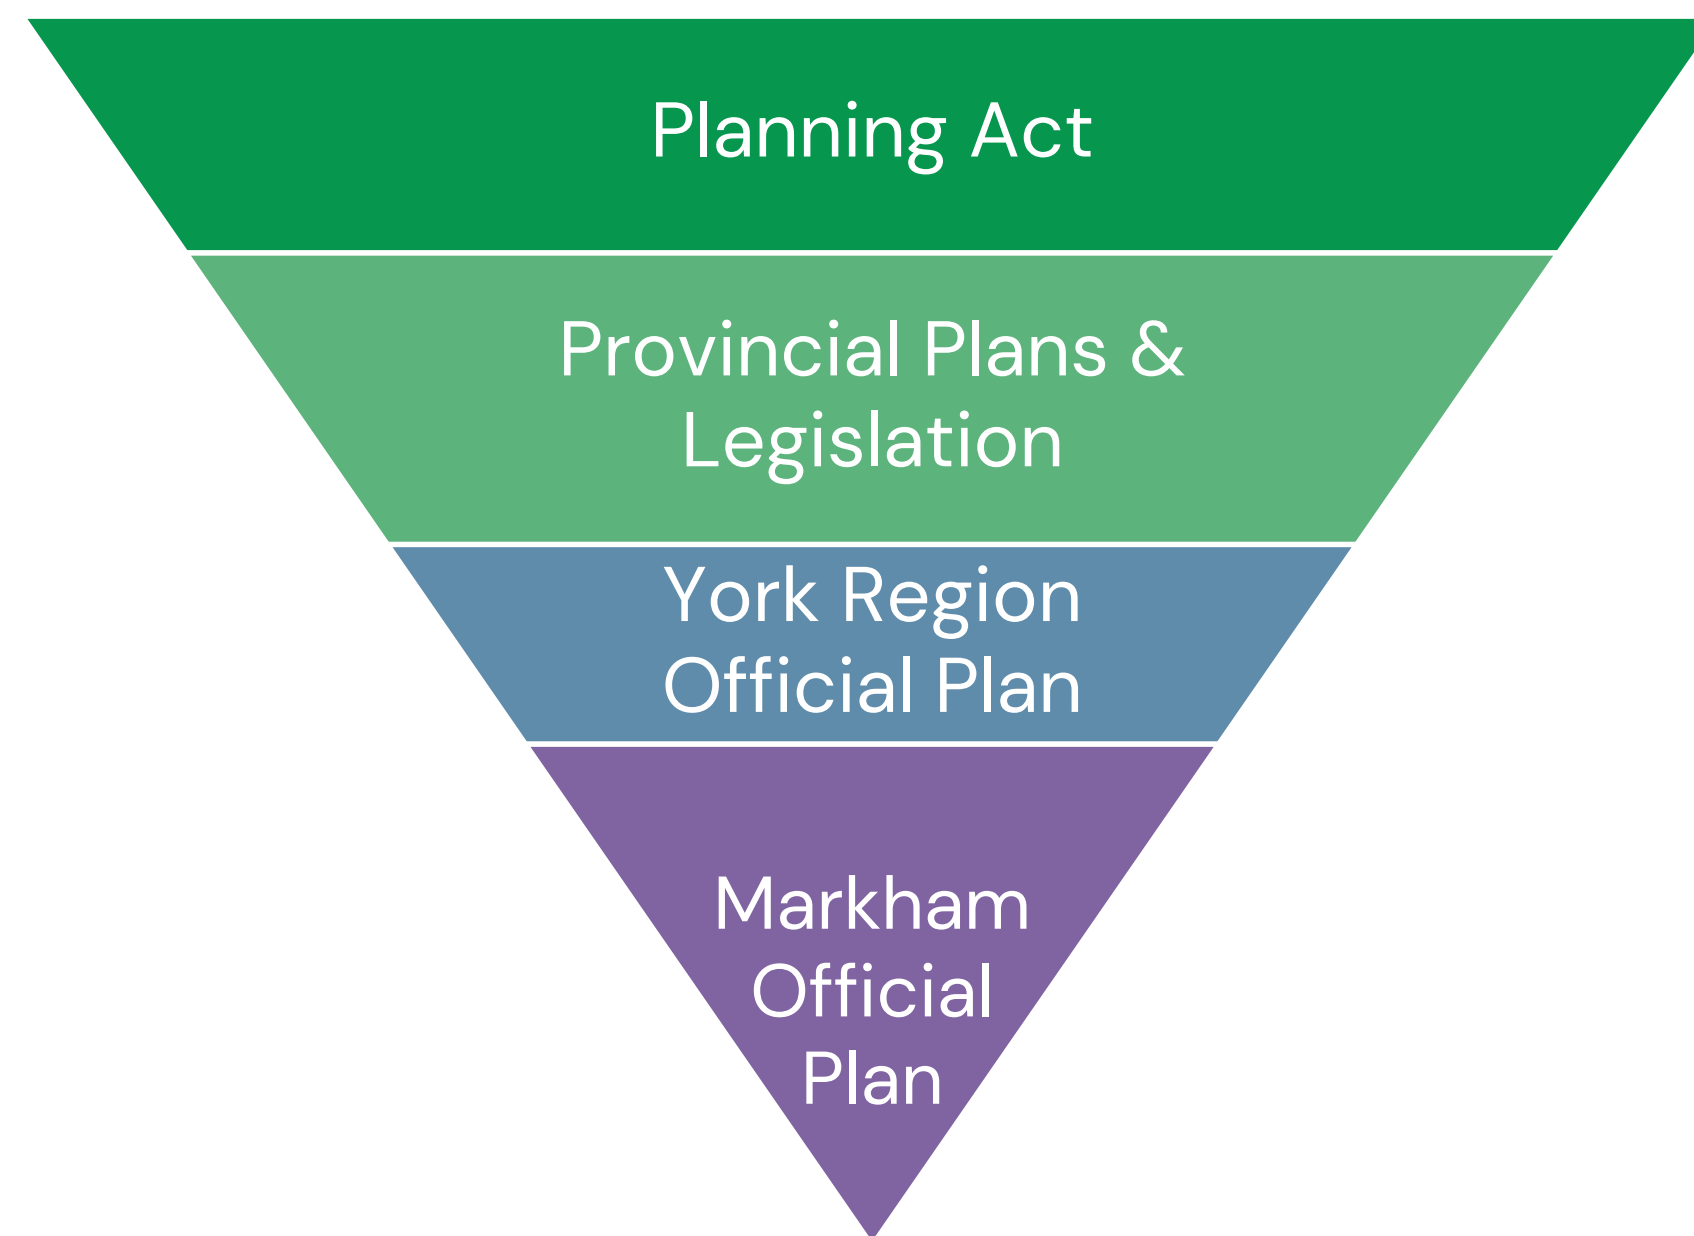 Planning Act
Provincial Plans &
Legislation
York Region
Official Plan
Markham
Official
Plan